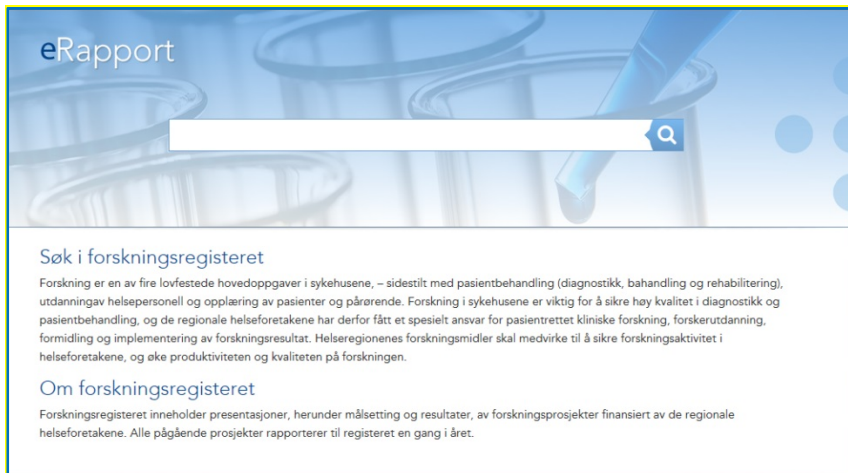 eRapport
Søk i forskningsregisteret
Forskning er en av fire lovfestede hovedoppgaver i sykehusene, – sidestilt med pasientbehandling (diagnostikk, bahandling og rehabilitering),
utdanningav helsepersonell og opplæring av pasienter og pårørende. Forskning i sykehusene er viktig for å sikre høy kvalitet i diagnostikk og
pasientbehandling, og de regionale helseforetakene har derfor fått et spesielt ansvar for pasientrettet kliniske forskning, forskerutdanning,
formidling og implementering av forskningsresultat. Helseregionenes forskningsmidler skal medvirke til å sikre forskningsaktivitet i
helseforetakene, og øke produktiviteten og kvaliteten på forskningen.
Om forskningsregisteret
Forskningsregisteret inneholder presentasjoner, herunder målsetting og resultater, av forskningsprosjekter finansiert av de regionale
helseforetakene. Alle pågående prosjekter rapporterer til registeret en gang i året.